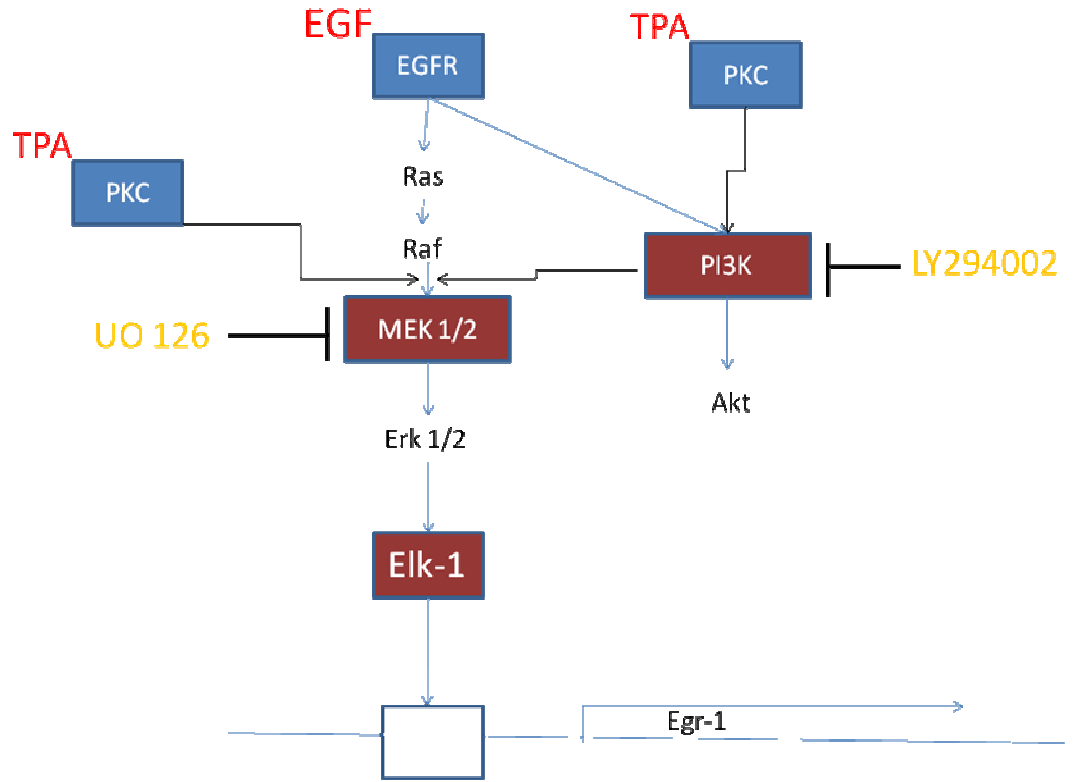 EGF
EGFR
TPA
PKC
TPA
PKC
Ras
Raf
PI3K
LY294002
UO 126
MEK 1/2
Akt
Erk 1/2
Elk-1
Egr-1